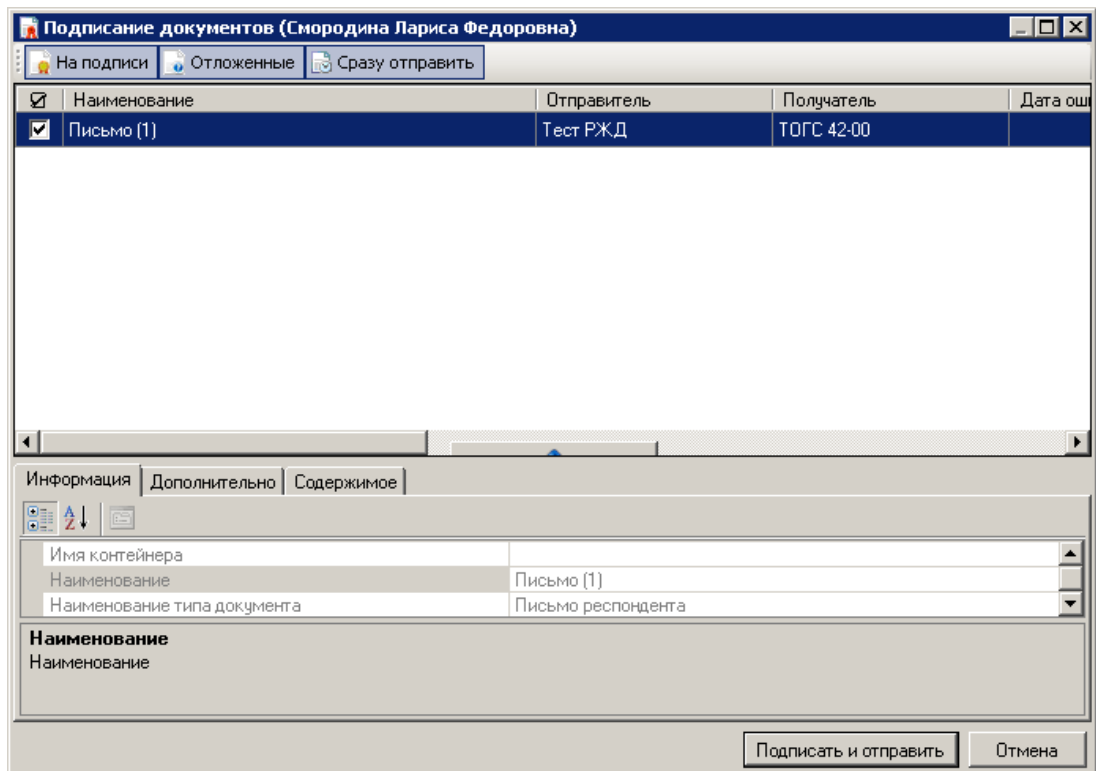 Подписание документов (Смородина Лариса Федоровна)
На подписи Отложенные Сразу отправить
Наименование Отправитель Получатель Дата оши
Письмо (1) Тест РЖД ТОГС 42-00
Информация Дополнительно Содержимое
Имя контейнера
Наименование Письмо (1)
Наименование типа документа Письмо респондента
Наименование
Наименование
Подписать и отправить Отмена